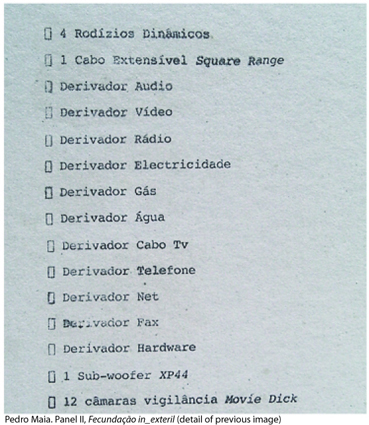 ▯ 4 Rodízios Dinâmicos
▯ 1 Cabo Extensível Square Range
▯ Derivador Audio
▯ Derivador Vídeo
▯ Derivador Rádio
▯ Derivador Electricidade
▯ Derivador Gás
▯ Derivador Água
▯ Derivador Cabo Tv
▯ Derivador Telefone
▯ Derivador Net
▯ Derivador Fax
▯ Derivador Hardware
▯ 1 Sub-woofer XP44
▯ 12 câmaras vigilância Movie Dick
Pedro Maia. Panel II, Fecundação in_exteril (detail of previous image)